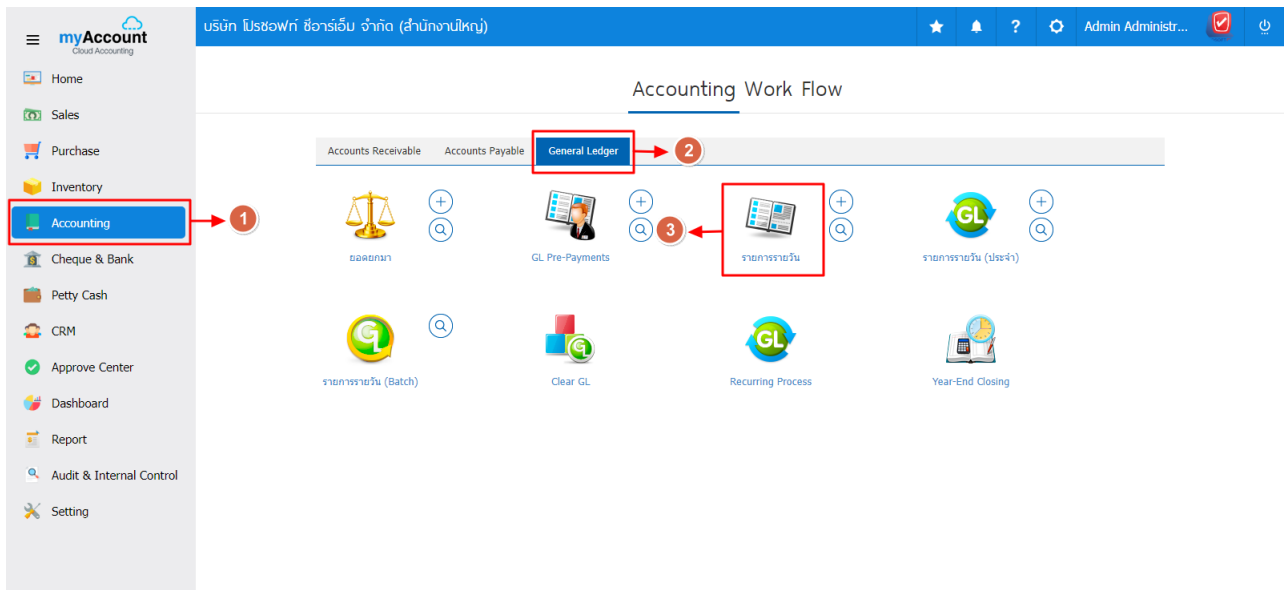 myAccount
Cloud Accounting
บริษัท โปรซอฟท์ ซีอาร์เอ็ม จำกัด (สำนักงานใหญ่)
?
Admin Administr...
Home
Sales
Purchase
Inventory
Accounting
1
Cheque & Bank
Petty Cash
CRM
Approve Center
Dashboard
Report
Audit & Internal Control
Setting
Accounting Work Flow
Accounts Receivable
Accounts Payable
General Ledger
2
3
GL
ยอดยกมา
GL Pre-Payments
รายการรายวัน
รายการรายวัน (ประจำ)
G
G
GL
รายการรายวัน (Batch)
Clear GL
Recurring Process
Year-End Closing